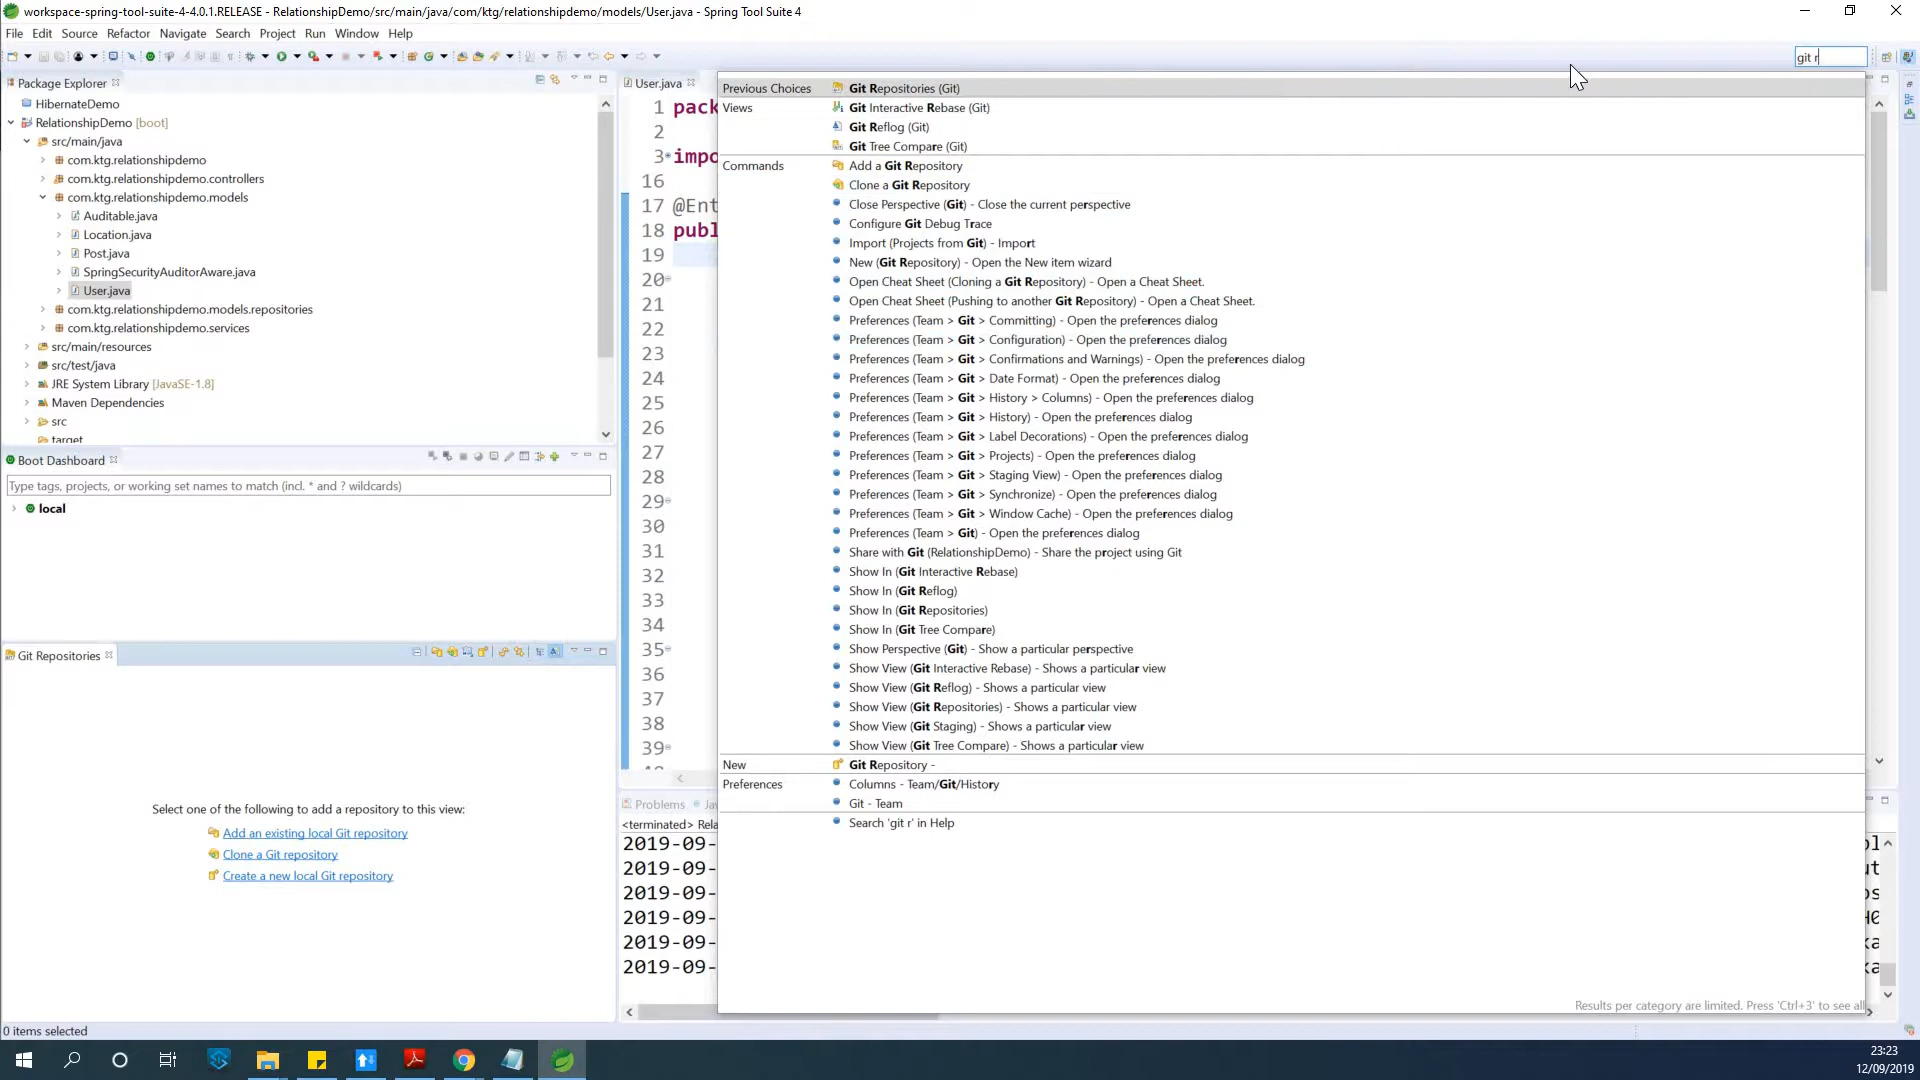 workspace-spring-tool-suite-4-4.0.1.RELEASE - RelationshipDemo/src/main/java/com/ktg/relationshipdemo/models/User.java - Spring Tool Suite 4
File Edit Source Refactor Navigate Search Project Run Window Help
git r
Package Explorer
HibernateDemo
RelationshipDemo [boot]
src/main/java
com.ktg.relationshipdemo
com.ktg.relationshipdemo.controllers
com.ktg.relationshipdemo.models
Auditable.java
Location.java
Post.java
SpringSecurityAuditorAware.java
User.java
com.ktg.relationshipdemo.models.repositories
com.ktg.relationshipdemo.services
src/main/resources
src/test/java
JRE System Library [JavaSE-1.8]
Maven Dependencies
src
target
Boot Dashboard
Type tags, projects, or working set names to match (incl. * and ? wildcards)
local
Git Repositories
Select one of the following to add a repository to this view:
Add an existing local Git repository
Clone a Git repository
Create a new local Git repository
0 items selected
User.java
1 pack
2
3 impo
16
17 @Ent
18 publ
19
20
21
22
23
24
25
26
27
28
29
30
31
32
33
34
35
36
37
38
39
Problems Ja
<terminated> Rela
2019-09-
2019-09-
2019-09-
2019-09-
2019-09-
2019-09-
Previous Choices Git Repositories (Git)
Views Git Interactive Rebase (Git)
Git Reflog (Git)
Git Tree Compare (Git)
Commands Add a Git Repository
Clone a Git Repository
Close Perspective (Git) - Close the current perspective
Configure Git Debug Trace
Import (Projects from Git) - Import
New (Git Repository) - Open the New item wizard
Open Cheat Sheet (Cloning a Git Repository) - Open a Cheat Sheet.
Open Cheat Sheet (Pushing to another Git Repository) - Open a Cheat Sheet.
Preferences (Team > Git > Committing) - Open the preferences dialog
Preferences (Team > Git > Configuration) - Open the preferences dialog
Preferences (Team > Git > Confirmations and Warnings) - Open the preferences dialog
Preferences (Team > Git > Date Format) - Open the preferences dialog
Preferences (Team > Git > History > Columns) - Open the preferences dialog
Preferences (Team > Git > History) - Open the preferences dialog
Preferences (Team > Git > Label Decorations) - Open the preferences dialog
Preferences (Team > Git > Projects) - Open the preferences dialog
Preferences (Team > Git > Staging View) - Open the preferences dialog
Preferences (Team > Git > Synchronize) - Open the preferences dialog
Preferences (Team > Git > Window Cache) - Open the preferences dialog
Preferences (Team > Git) - Open the preferences dialog
Share with Git (RelationshipDemo) - Share the project using Git
Show In (Git Interactive Rebase)
Show In (Git Reflog)
Show In (Git Repositories)
Show In (Git Tree Compare)
Show Perspective (Git) - Show a particular perspective
Show View (Git Interactive Rebase) - Shows a particular view
Show View (Git Reflog) - Shows a particular view
Show View (Git Repositories) - Shows a particular view
Show View (Git Staging) - Shows a particular view
Show View (Git Tree Compare) - Shows a particular view
New Git Repository -
Preferences Columns - Team/Git/History
Git - Team
Search 'git r' in Help
Results per category are limited. Press 'Ctrl+3' to see all
23:23
12/09/2019